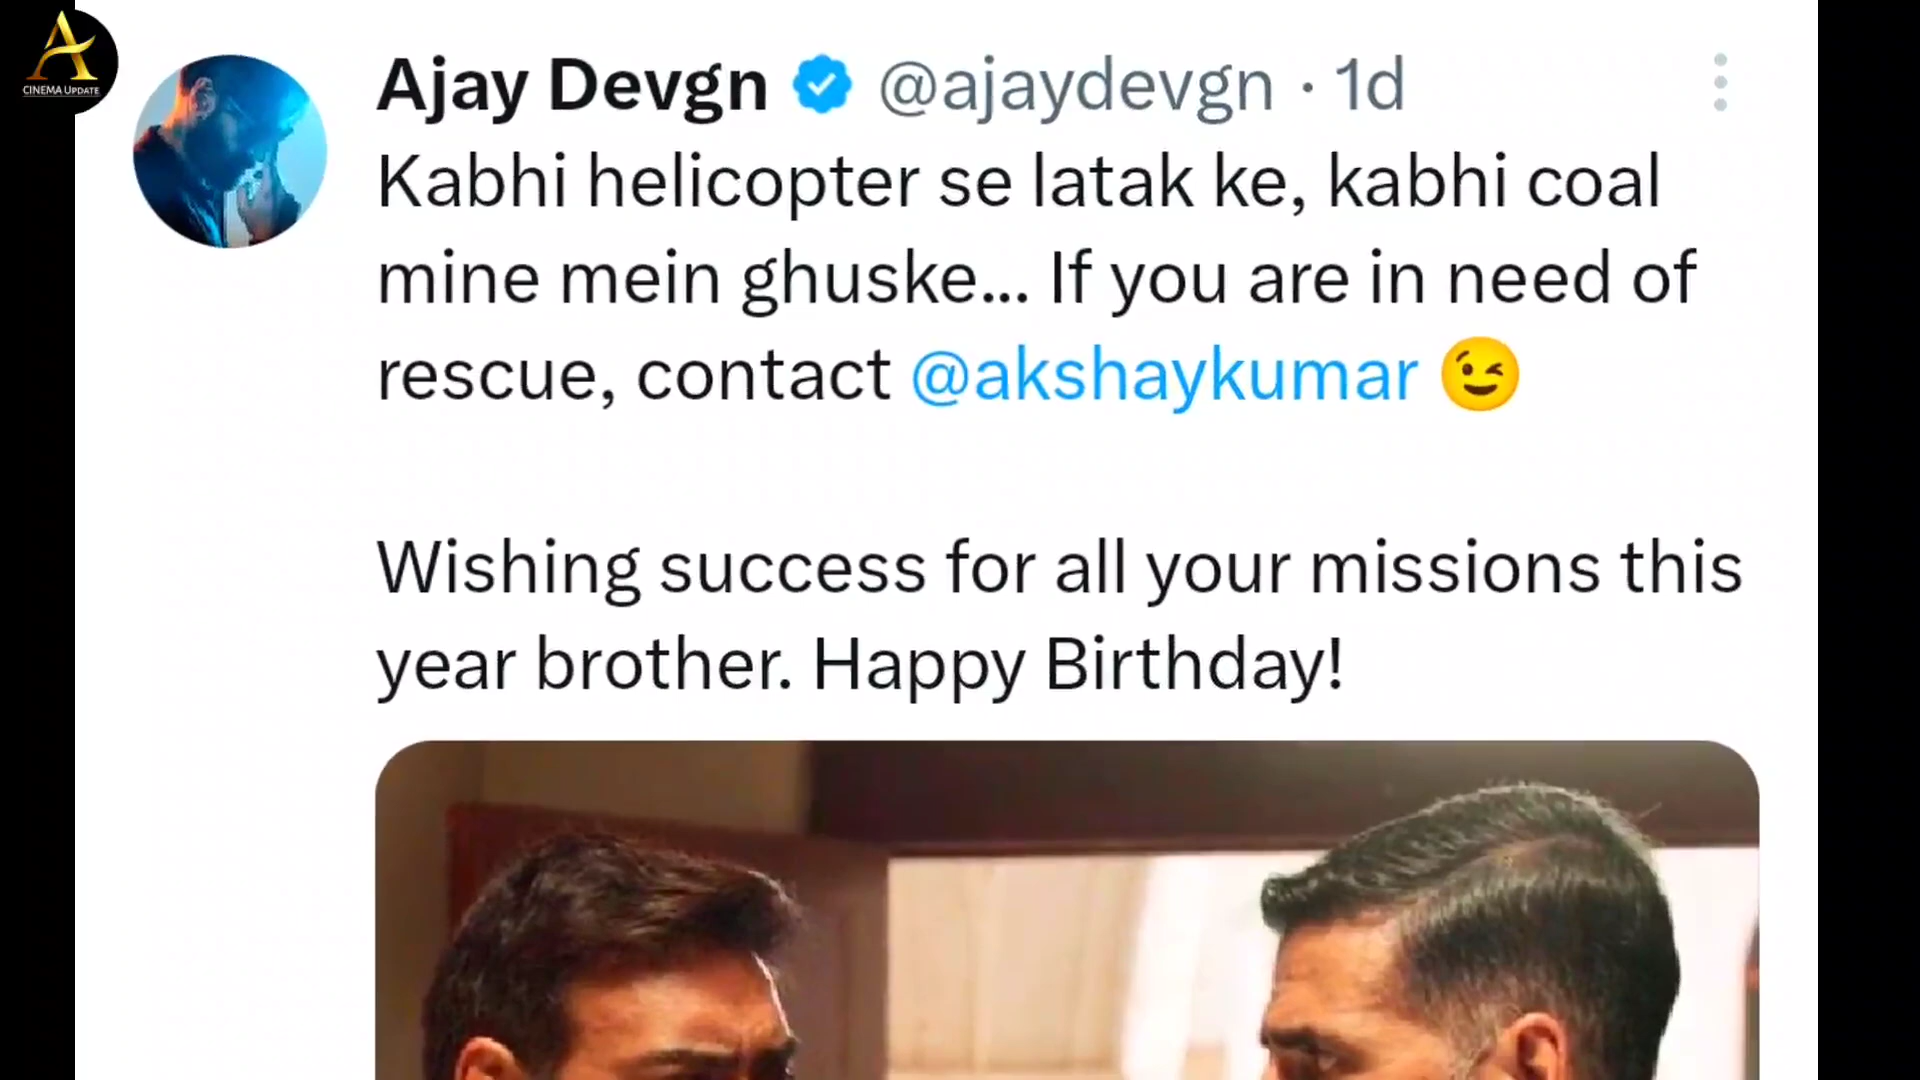 A
CINEMA UPDATE
Ajay Devgn @ajaydevgn · 1d
Kabhi helicopter se latak ke, kabhi coal
mine mein ghuske... If you are in need of
rescue, contact @akshaykumar 😉
Wishing success for all your missions this
year brother. Happy Birthday!